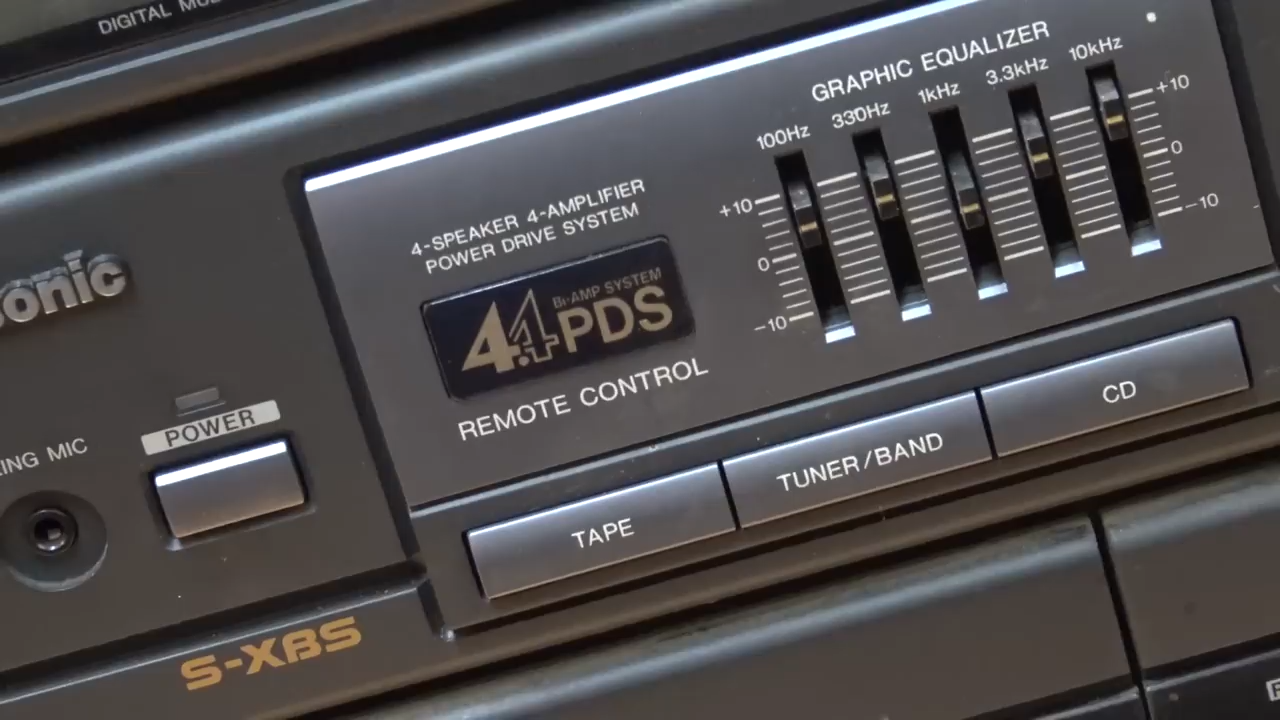 DIGITAL
GRAPHIC EQUALIZER
100Hz 330Hz 1kHz 3.3kHz 10kHz
+10 +10
0 0
-10 -10
4-SPEAKER 4-AMPLIFIER
POWER DRIVE SYSTEM
Bi-AMP SYSTEM
4.4 PDS
REMOTE CONTROL
onic
POWER
ING MIC
TAPE
TUNER/BAND
CD
S-XBS